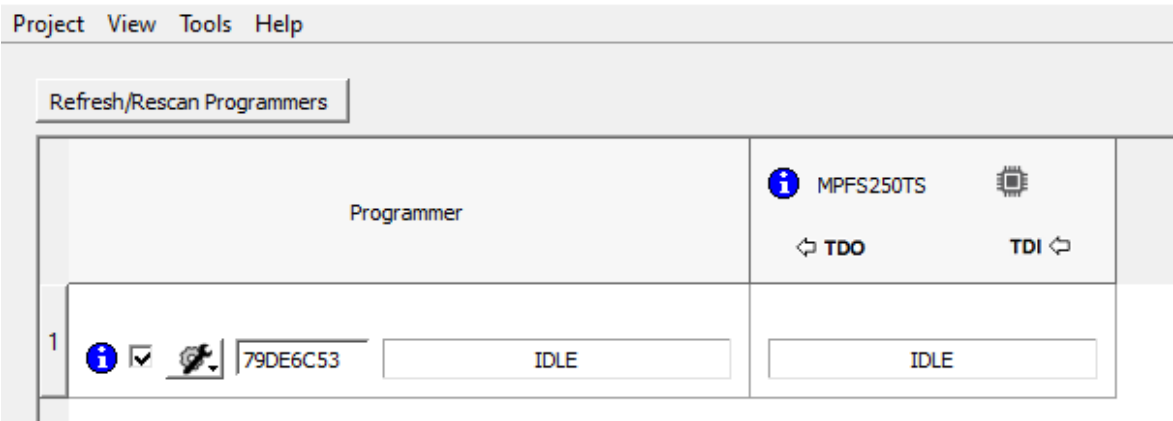 Project View Tools Help
Refresh/Rescan Programmers
Programmer
MPFS250TS
TDO TDI
1
79DE6C53 IDLE IDLE